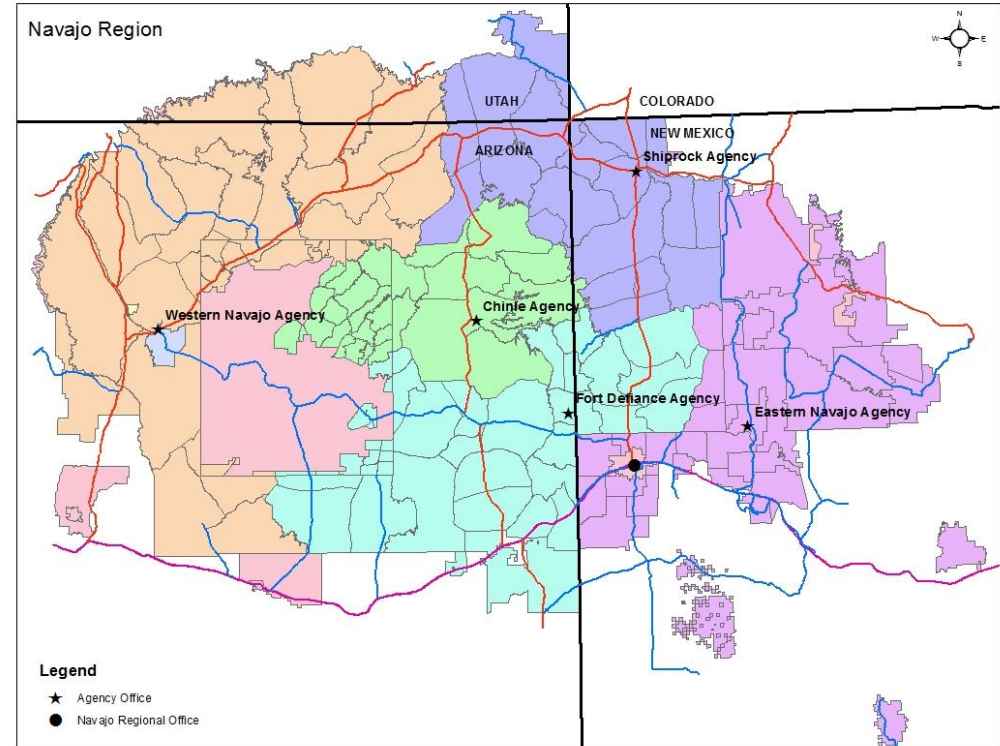 Navajo Region
N
W
E
S
UTAH
COLORADO
ARIZONA
NEW MEXICO
Shiprock Agency
Western Navajo Agency
Chinle Agency
Fort Defiance Agency
Eastern Navajo Agency
Legend
Agency Office
Navajo Regional Office